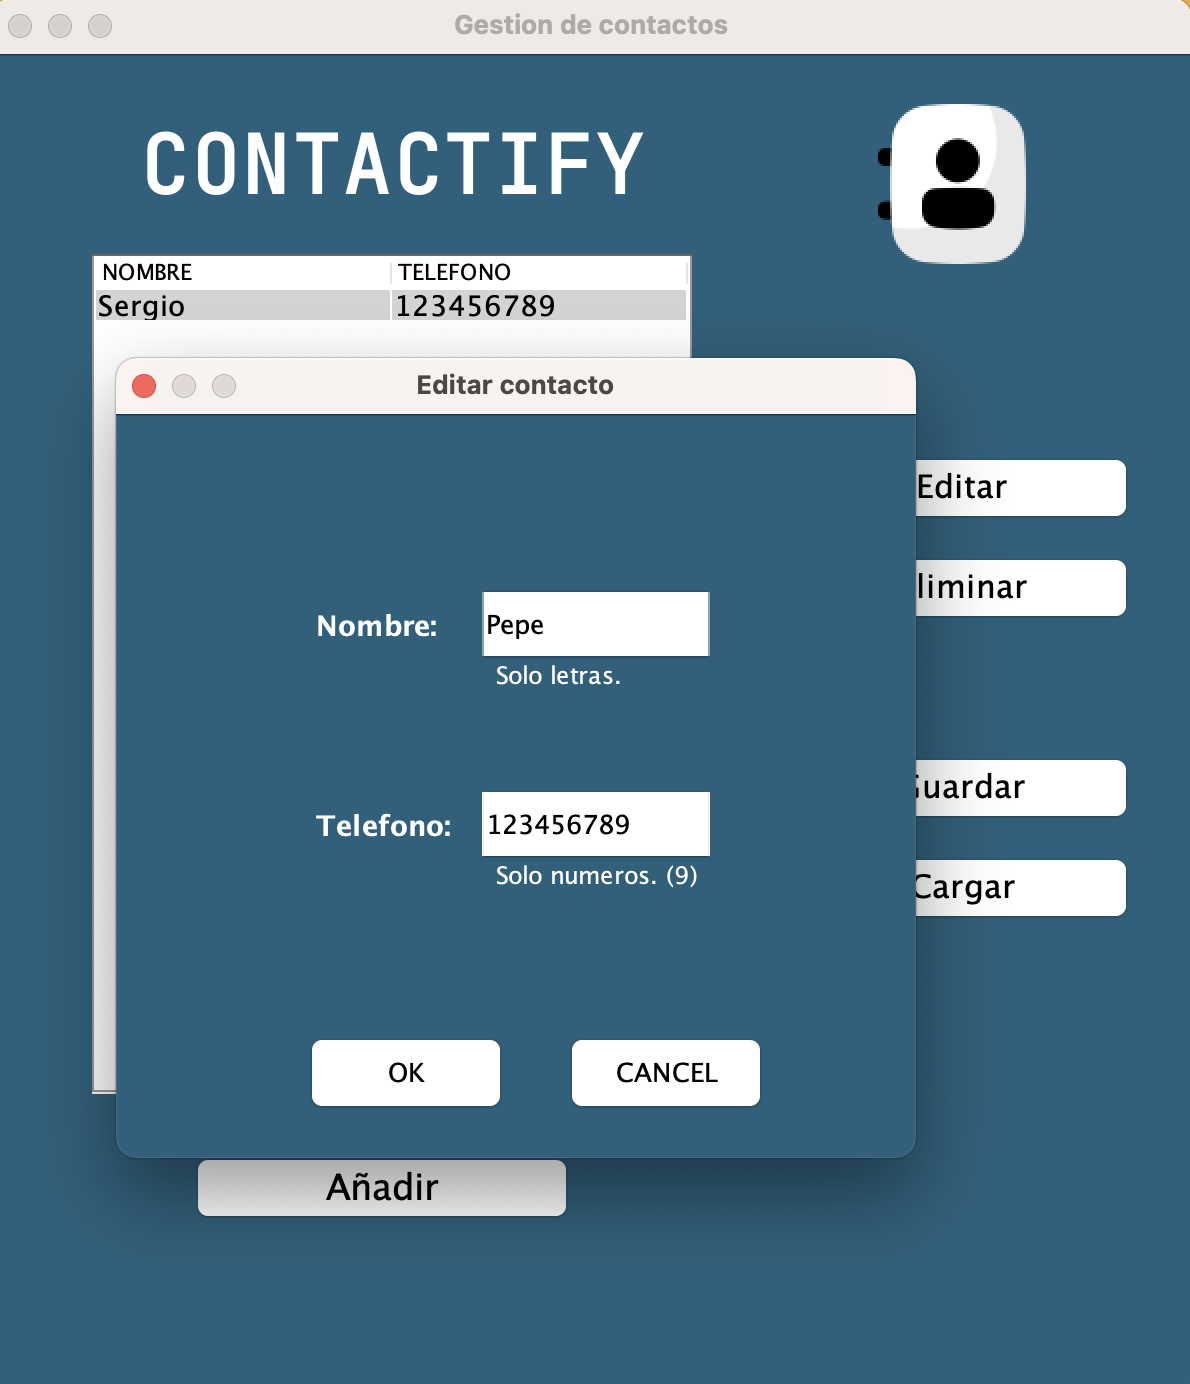 Gestion de contactos
CONTACTIFY
NOMBRE TELEFONO
Sergio 123456789
Editar contacto
Editar
Nombre: Pepe
Solo letras.
liminar
Telefono: 123456789
Solo numeros. (9)
Guardar
Cargar
OK CANCEL
Añadir